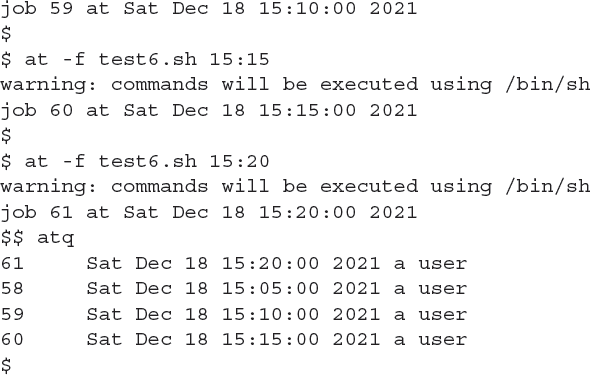 job 59 at Sat Dec 18 15:10:00 2021
$
$ at -f test6.sh 15:15
warning: commands will be executed using /bin/sh
job 60 at Sat Dec 18 15:15:00 2021
$
$ at -f test6.sh 15:20
warning: commands will be executed using /bin/sh
job 61 at Sat Dec 18 15:20:00 2021
$$ atq
61 Sat Dec 18 15:20:00 2021 a user
58 Sat Dec 18 15:05:00 2021 a user
59 Sat Dec 18 15:10:00 2021 a user
60 Sat Dec 18 15:15:00 2021 a user
$